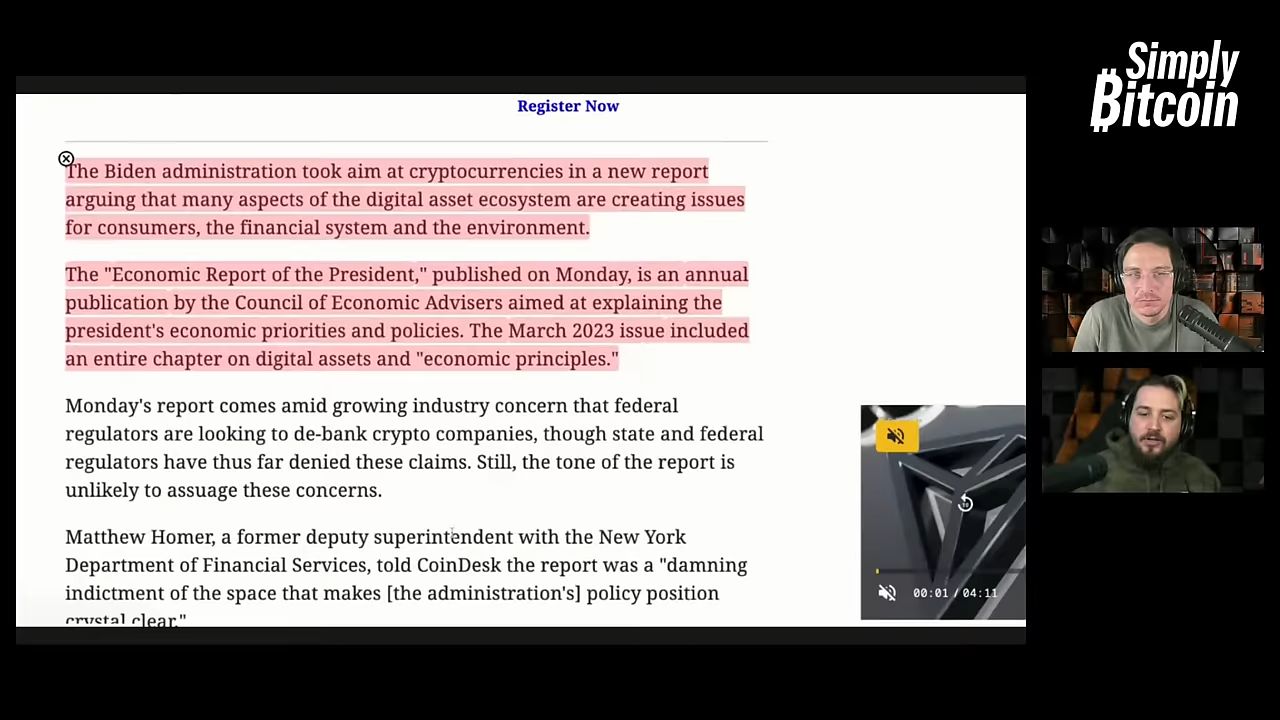 Simply
Bitcoin
Register Now
The Biden administration took aim at cryptocurrencies in a new report
arguing that many aspects of the digital asset ecosystem are creating issues
for consumers, the financial system and the environment.
The "Economic Report of the President," published on Monday, is an annual
publication by the Council of Economic Advisers aimed at explaining the
president's economic priorities and policies. The March 2023 issue included
an entire chapter on digital assets and "economic principles."
Monday's report comes amid growing industry concern that federal
regulators are looking to de-bank crypto companies, though state and federal
regulators have thus far denied these claims. Still, the tone of the report is
unlikely to assuage these concerns.
Matthew Homer, a former deputy superintendent with the New York
Department of Financial Services, told CoinDesk the report was a "damning
indictment of the space that makes [the administration's] policy position
crystal clear."
00:01 / 04:11